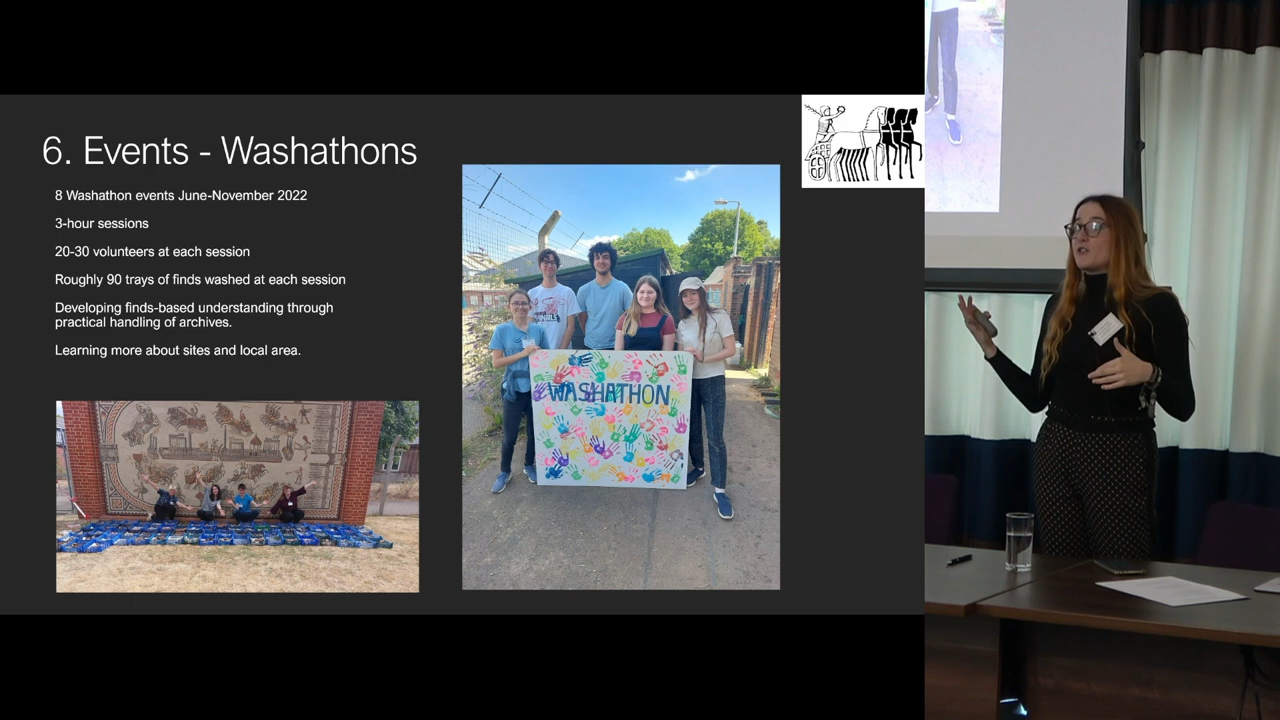 6. Events - Washathons
8 Washathon events June-November 2022
3-hour sessions
20-30 volunteers at each session
Roughly 90 trays of finds washed at each session
Developing finds-based understanding through
practical handling of archives.
Learning more about sites and local area.
WASHATHON